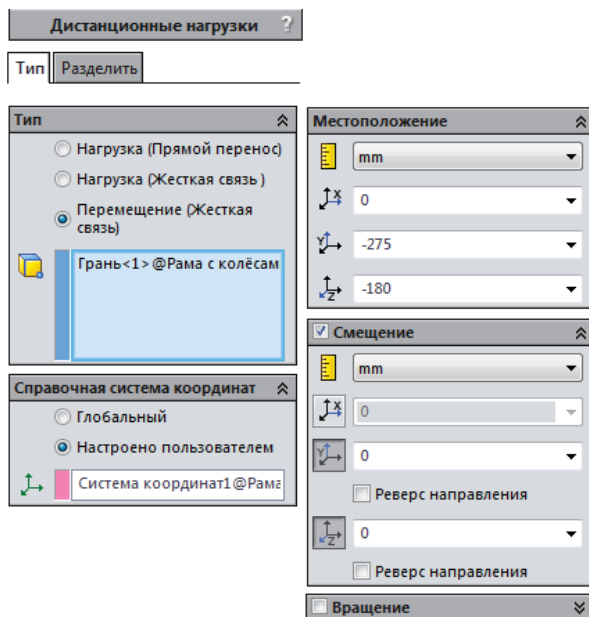 Дистанционные нагрузки ?
Тип Разделить
Тип
Нагрузка (Прямой перенос)
Нагрузка (Жесткая связь )
Перемещение (Жесткая
связь)
Грань<1>@Рама с колёсам
Справочная система координат
Глобальный
Настроено пользователем
Система координат1@Рама
Местоположение
mm
X 0
Y -275
Z -180
Смещение
mm
X 0
Y 0
Реверс направления
Z 0
Реверс направления
Вращение